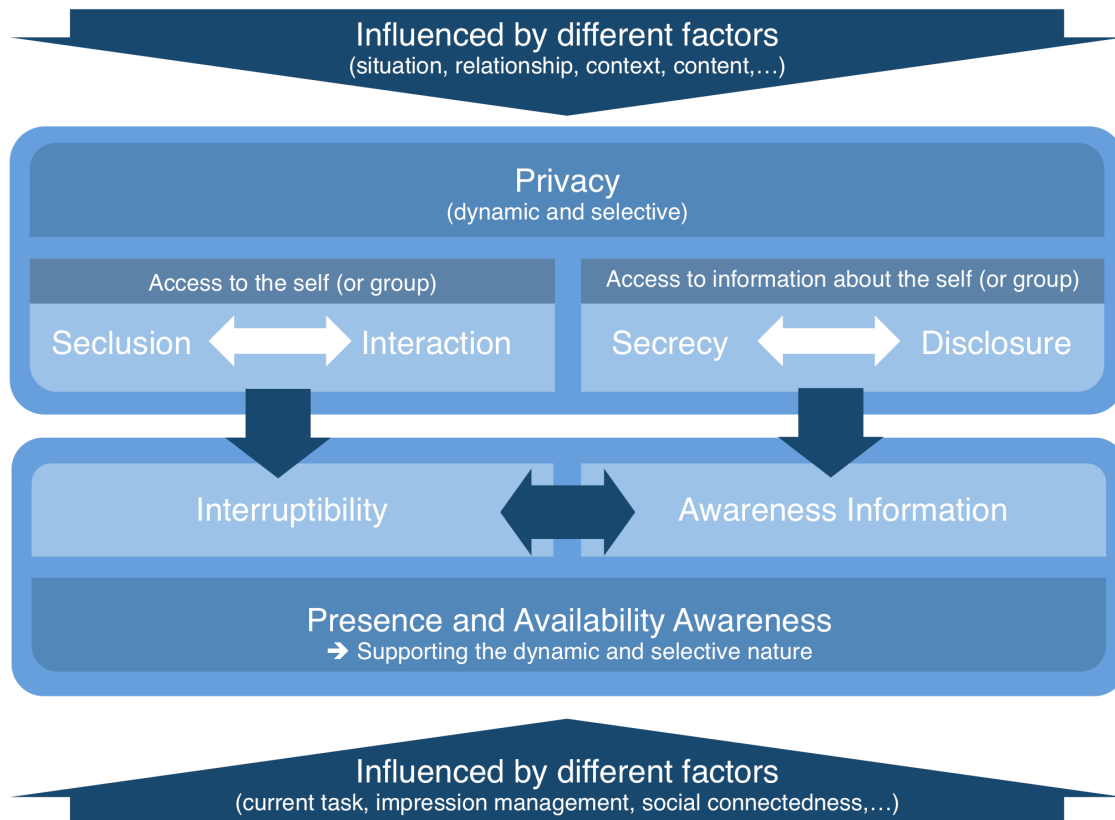 Influenced by different factors
(situation, relationship, context, content,...)
Privacy
(dynamic and selective)
Access to the self (or group)
Seclusion Interaction
Access to information about the self (or group)
Secrecy Disclosure
Interruptibility
Awareness Information
Presence and Availability Awareness
➔ Supporting the dynamic and selective nature
Influenced by different factors
(current task, impression management, social connectedness,...)